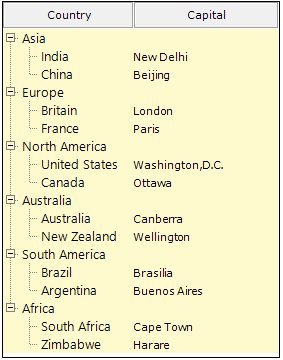 Country Capital
Asia
India New Delhi
China Beijing
Europe
Britain London
France Paris
North America
United States Washington,D.C.
Canada Ottawa
Australia
Australia Canberra
New Zealand Wellington
South America
Brazil Brasilia
Argentina Buenos Aires
Africa
South Africa Cape Town
Zimbabwe Harare